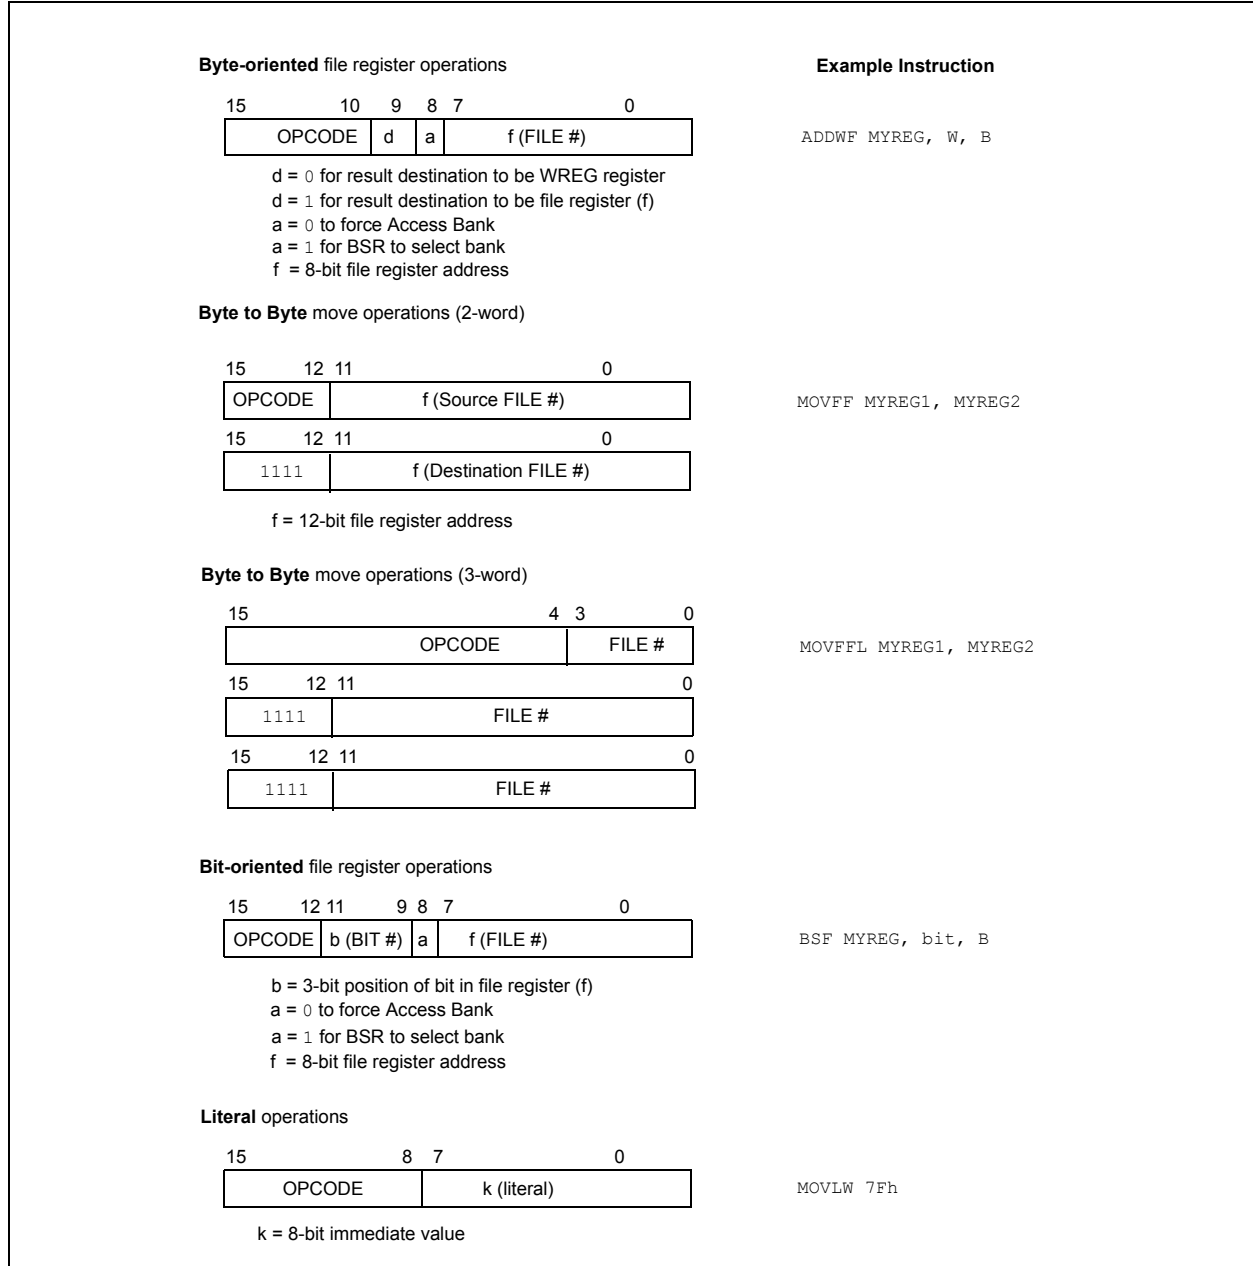 Byte-oriented file register operations
Example Instruction
15 10 9 8 7 0
OPCODE d a f (FILE #)
ADDWF MYREG, W, B
d = 0 for result destination to be WREG register
d = 1 for result destination to be file register (f)
a = 0 to force Access Bank
a = 1 for BSR to select bank
f = 8-bit file register address
Byte to Byte move operations (2-word)
15 12 11 0
OPCODE f (Source FILE #)
MOVFF MYREG1, MYREG2
15 12 11 0
1111 f (Destination FILE #)
f = 12-bit file register address
Byte to Byte move operations (3-word)
15 4 3 0
OPCODE FILE #
MOVFFL MYREG1, MYREG2
15 12 11 0
1111 FILE #
15 12 11 0
1111 FILE #
Bit-oriented file register operations
15 12 11 9 8 7 0
OPCODE b (BIT #) a f (FILE #)
BSF MYREG, bit, B
b = 3-bit position of bit in file register (f)
a = 0 to force Access Bank
a = 1 for BSR to select bank
f = 8-bit file register address
Literal operations
15 8 7 0
OPCODE k (literal)
MOVLW 7Fh
k = 8-bit immediate value